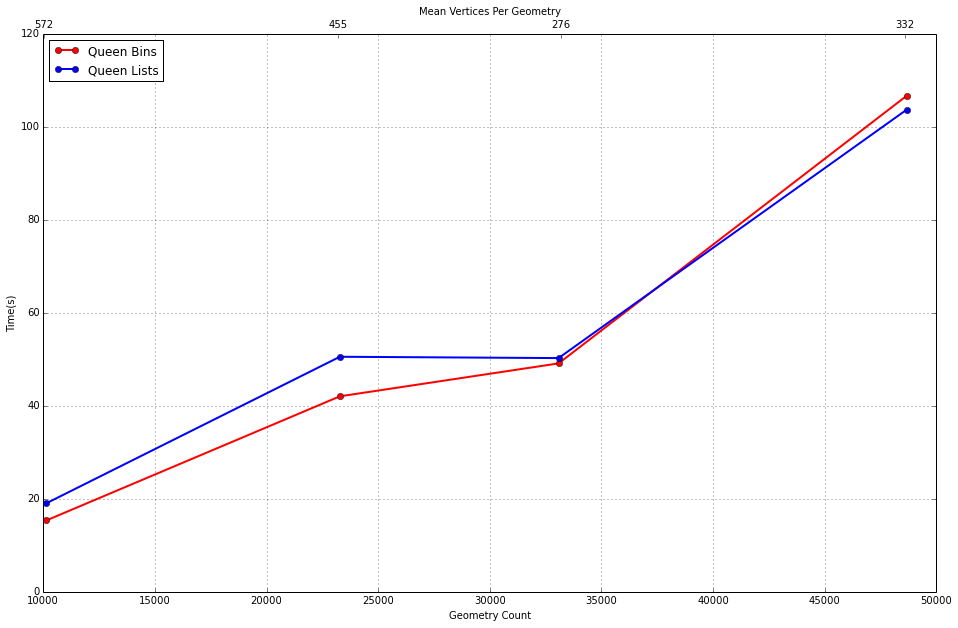 Mean Vertices Per Geometry
572 455 276 332
Queen Bins
Queen Lists
120
100
80
60
40
20
0
Time(s)
10000 15000 20000 25000 30000 35000 40000 45000 50000
Geometry Count